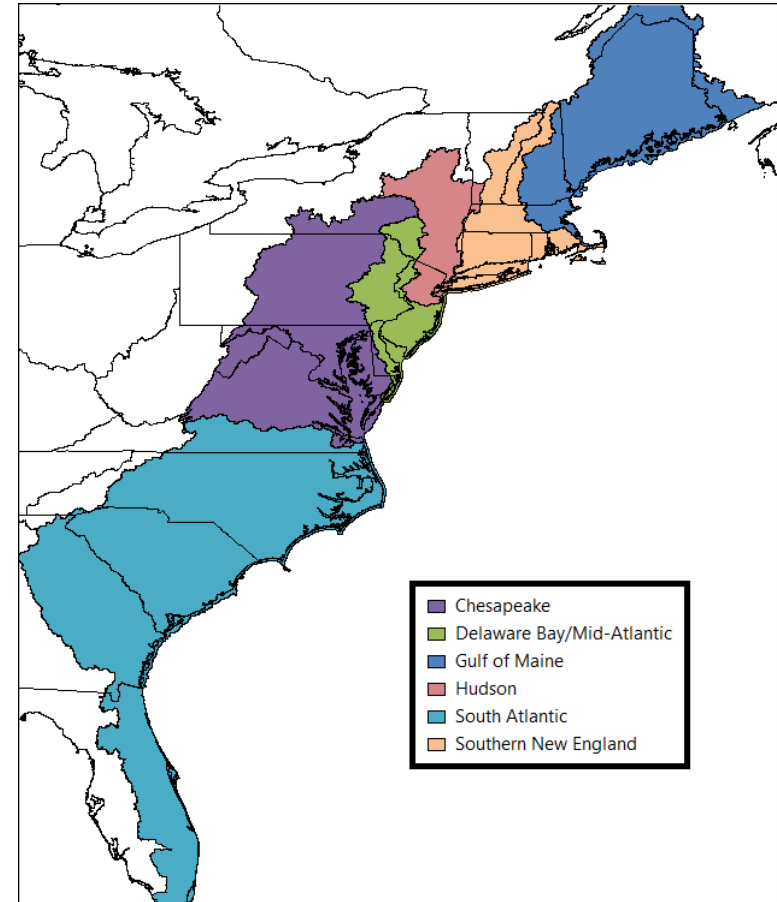 Chesapeake
Delaware Bay/Mid-Atlantic
Gulf of Maine
Hudson
South Atlantic
Southern New England